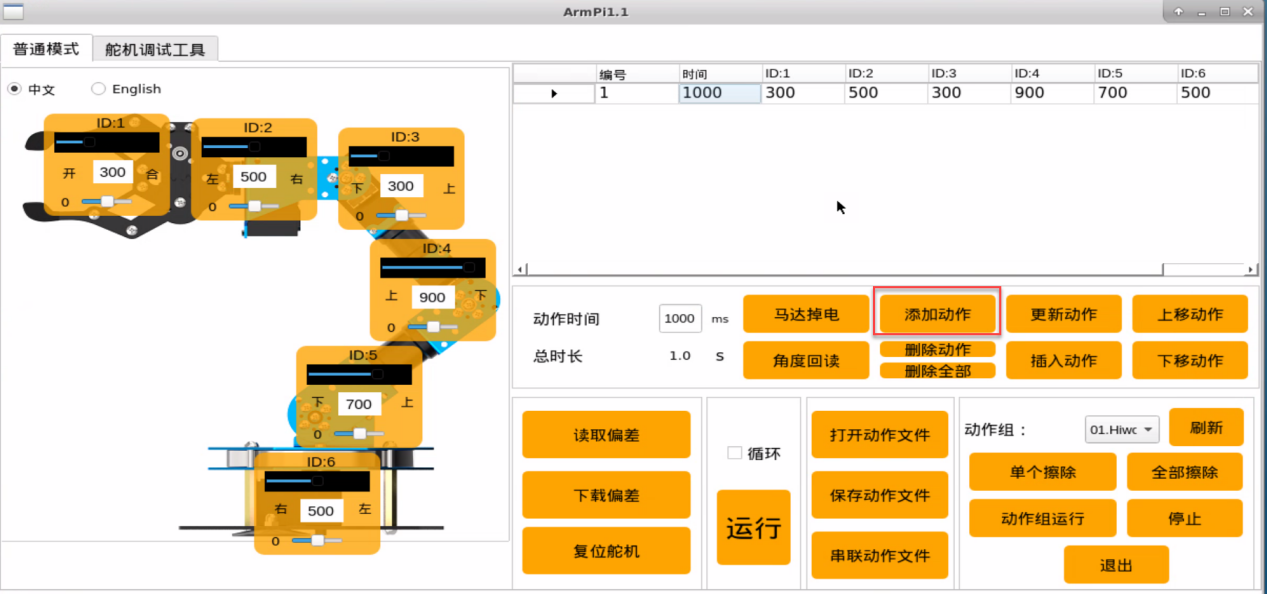 ArmPi1.1
普通模式 舵机调试工具
中文 English
ID:1
开 300 合
0
ID:2
左 500 右
0
ID:3
下 300 上
0
ID:4
上 900 下
0
ID:5
下 700 上
0
ID:6
右 500 左
0
编号 时间 ID:1 ID:2 ID:3 ID:4 ID:5 ID:6
1 1000 300 500 300 900 700 500
动作时间 1000 ms 马达掉电 添加动作 更新动作 上移动作
总时长 1.0 s 角度回读 删除动作 插入动作 下移动作
删除全部
读取偏差
下载偏差
复位舵机
循环
运行
打开动作文件
保存动作文件
串联动作文件
动作组： 01.Hiwc 刷新
单个擦除 全部擦除
动作组运行 停止
退出